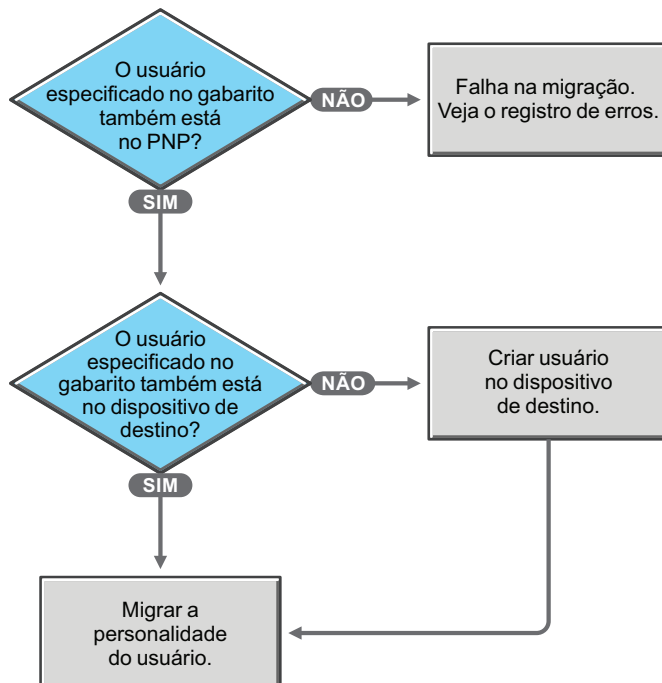 O usuário
especificado no gabarito
também está
no PNP?
NÃO
Falha na migração.
Veja o registro de erros.
SIM
O usuário
especificado no
gabarito também está
no dispositivo de
destino?
NÃO
Criar usuário
no dispositivo
de destino.
SIM
Migrar a
personalidade
do usuário.